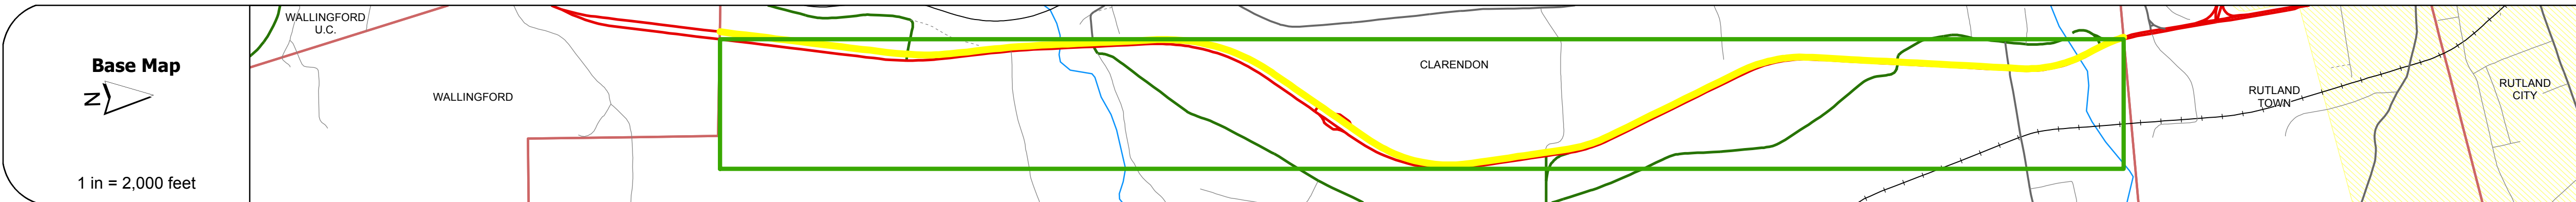 Base Map
N
1 in = 2,000 feet
WALLINGFORD
U.C.
WALLINGFORD
CLARENDON
RUTLAND
TOWN
RUTLAND
CITY